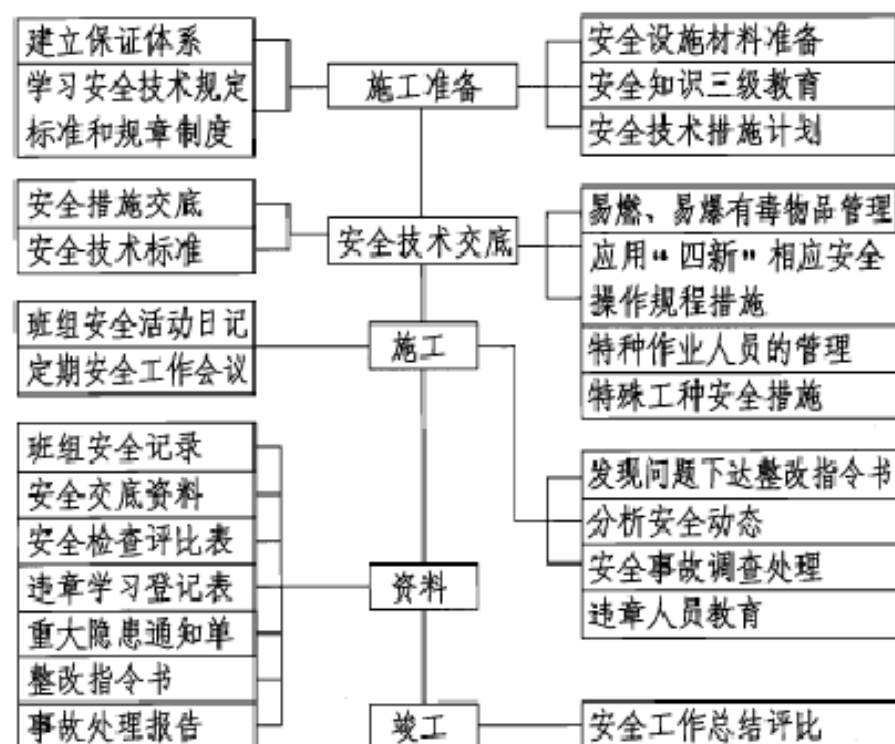 建立保证体系
学习安全技术规定
标准和规章制度
施工准备
安全设施材料准备
安全知识三级教育
安全技术措施计划
安全措施交底
安全技术标准
安全技术交底
易燃、易爆有毒物品管理
应用“四新”相应安全
操作规程措施
特种作业人员的管理
特殊工种安全措施
班组安全活动日记
定期安全工作会议
施工
发现问题下达整改指令书
分析安全动态
安全事故调查处理
违章人员教育
班组安全记录
安全交底资料
安全检查评比表
违章学习登记表
重大隐患通知单
整改指令书
事故处理报告
资料
竣工
安全工作总结评比